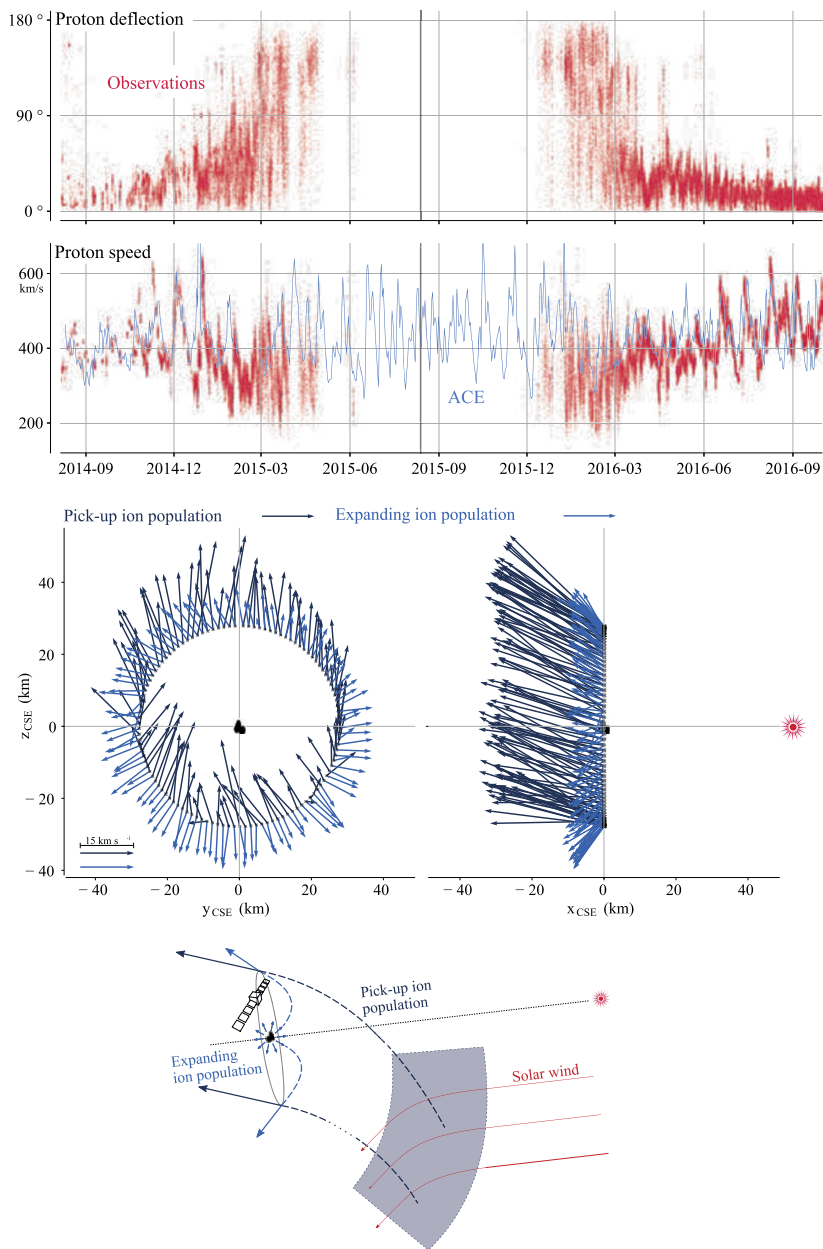 Proton deflection
180 °
Observations
90 °
0 °
Proton speed
600
km/s
400
ACE
200
2014-09 2014-12 2015-03 2015-06 2015-09 2015-12 2016-03 2016-06 2016-09
Pick-up ion population Expanding ion population
40
20
0
−20
−40
z CSE (km)
15 km s −1
−40 −20 0 20 40
y CSE (km)
−40 −20 0 20 40
x CSE (km)
Pick-up ion
population
Expanding
ion population
Solar wind